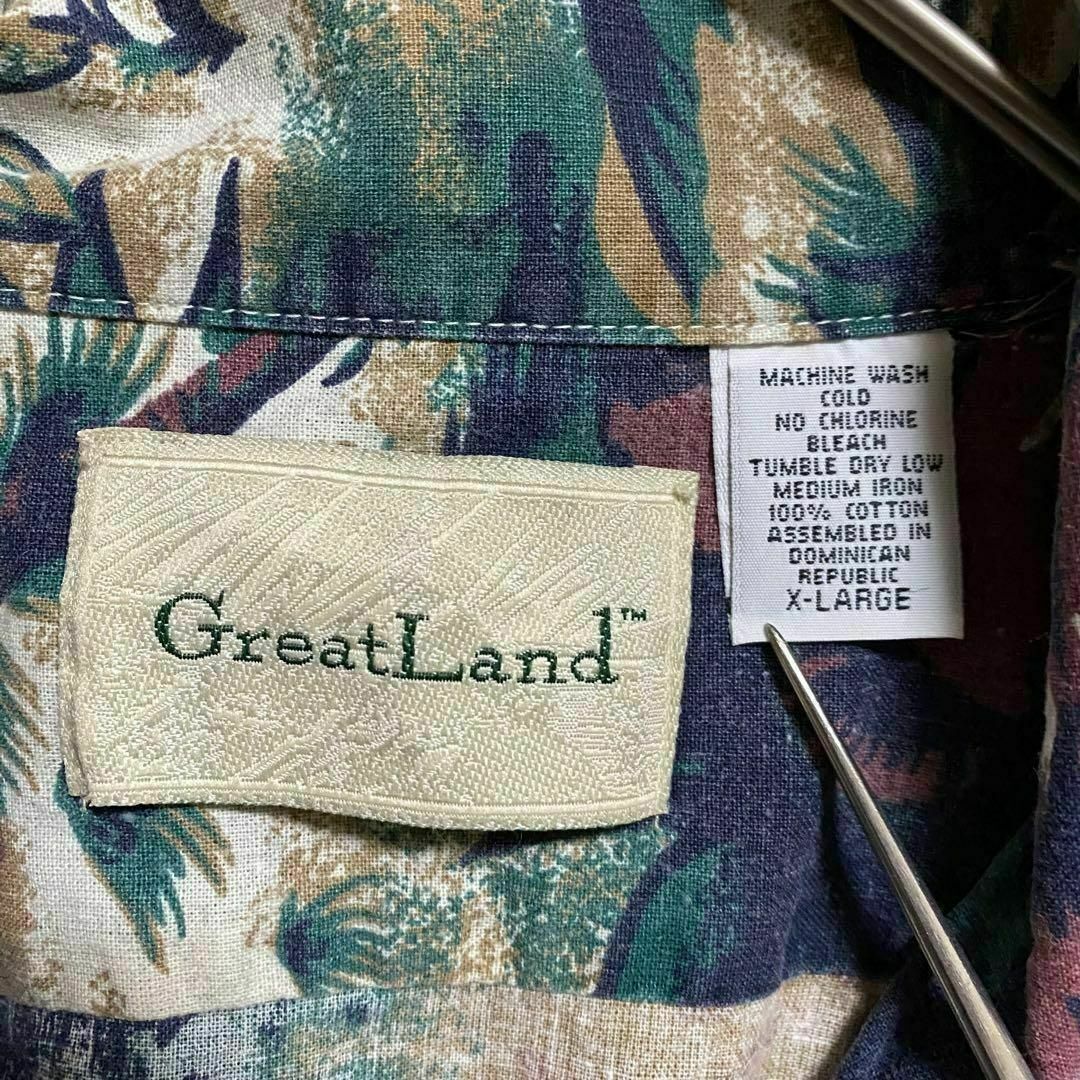 GreatLand™
MACHINE WASH
COLD
NO CHLORINE
BLEACH
TUMBLE DRY LOW
MEDIUM IRON
100% COTTON
ASSEMBLED IN
DOMINICAN
REPUBLIC
X-LARGE